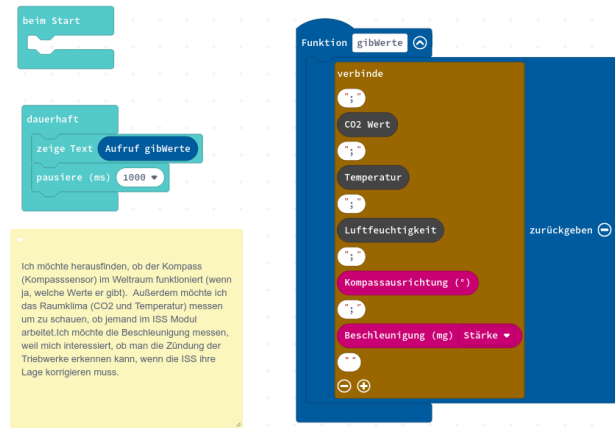 beim Start
dauerhaft
zeige Text Aufruf gibWerte
pausiere (ms) 1000
Ich möchte herausfinden, ob der Kompass
(Kompasssensor) im Weltraum funktioniert (wenn
ja, welche Werte er gibt). Außerdem möchte ich
das Raumklima (CO2 und Temperatur) messen
um zu schauen, ob jemand im ISS Modul
arbeitet.Ich möchte die Beschleunigung messen,
weil mich interessiert, ob man die Zündung der
Triebwerke erkennen kann, wenn die ISS ihre
Lage korrigieren muss.
Funktion gibWerte
verbinde
";"
CO2 Wert
";"
Temperatur
";"
Luftfeuchtigkeit
";"
Kompassausrichtung (°)
";"
Beschleunigung (mg) Stärke
""
zurückgeben